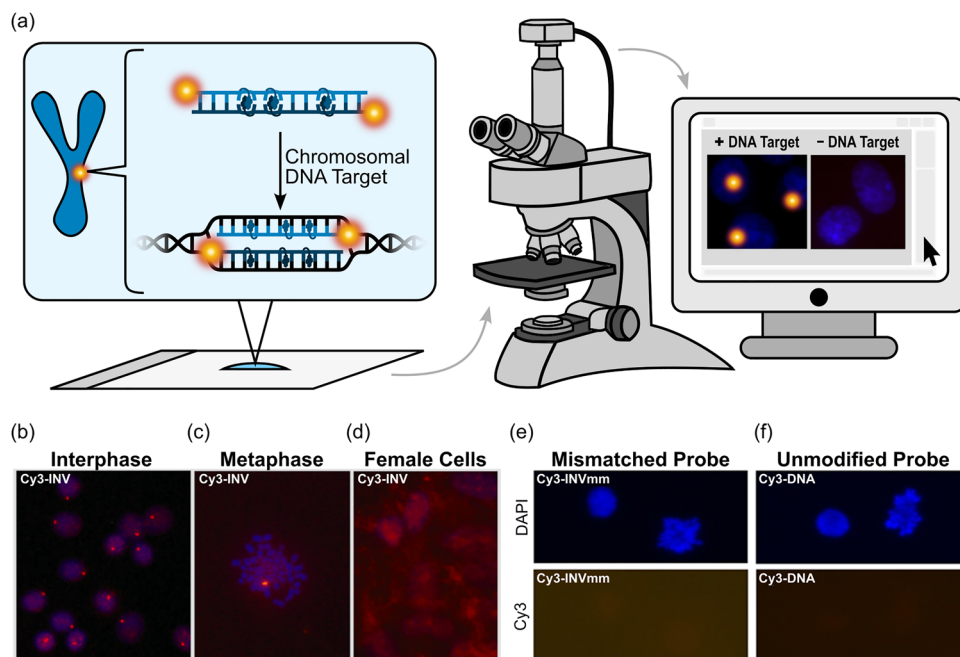 (a)
Chromosomal
DNA Target
+ DNA Target
− DNA Target
(b)
Interphase
Cy3-INV
(c)
Metaphase
Cy3-INV
(d)
Female Cells
Cy3-INV
(e)
Mismatched Probe
DAPI
Cy3-INVmm
Cy3
Cy3-INVmm
(f)
Unmodified Probe
Cy3-DNA
Cy3-DNA